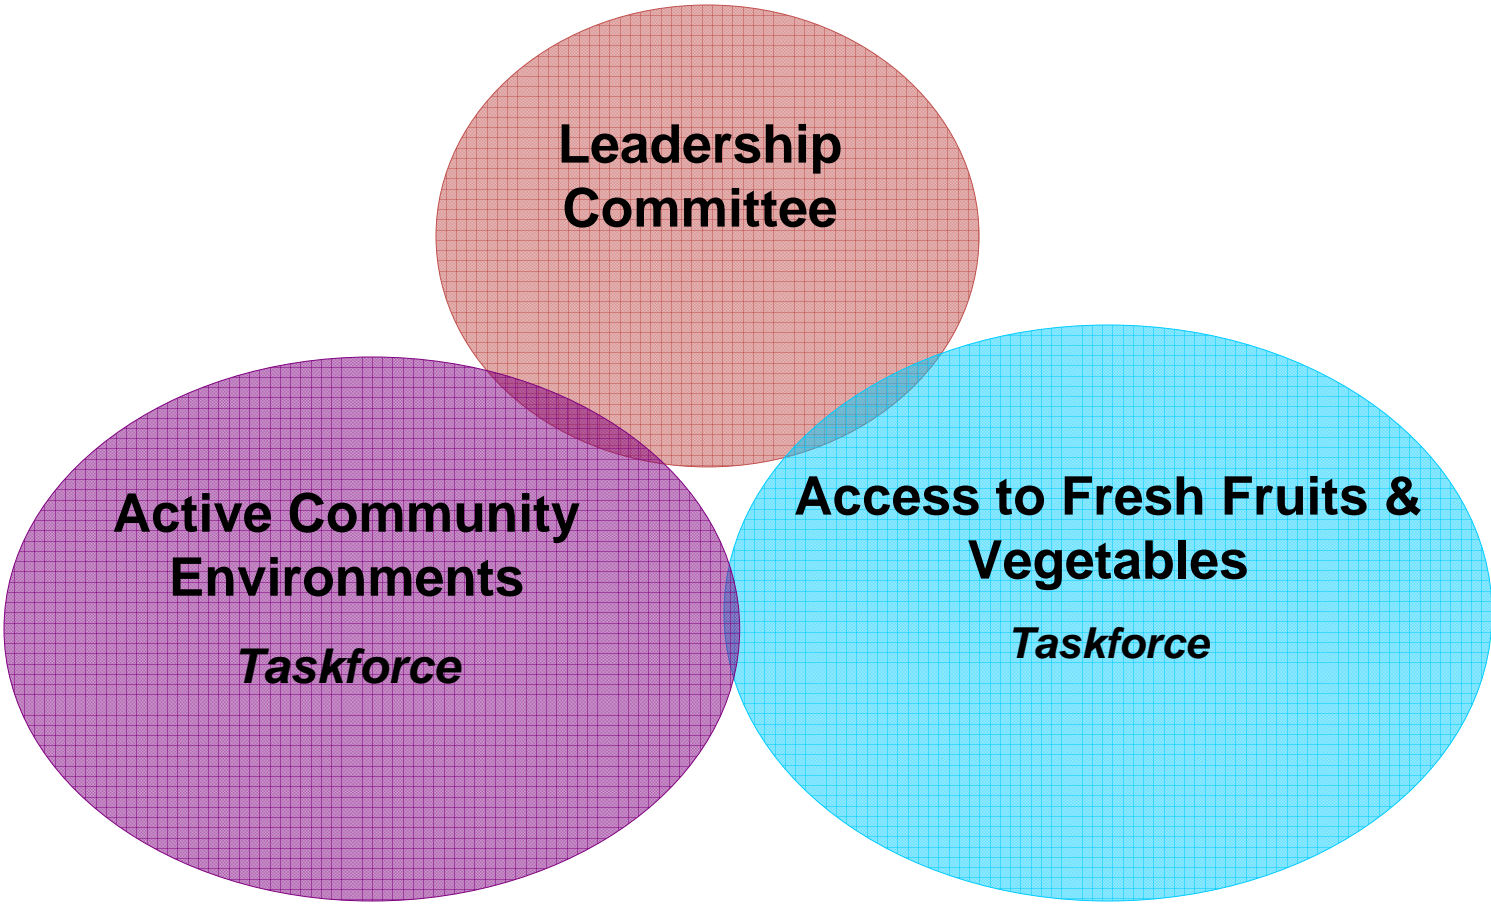 Leadership
Committee
Active Community
Environments
Taskforce
Access to Fresh Fruits &
Vegetables
Taskforce